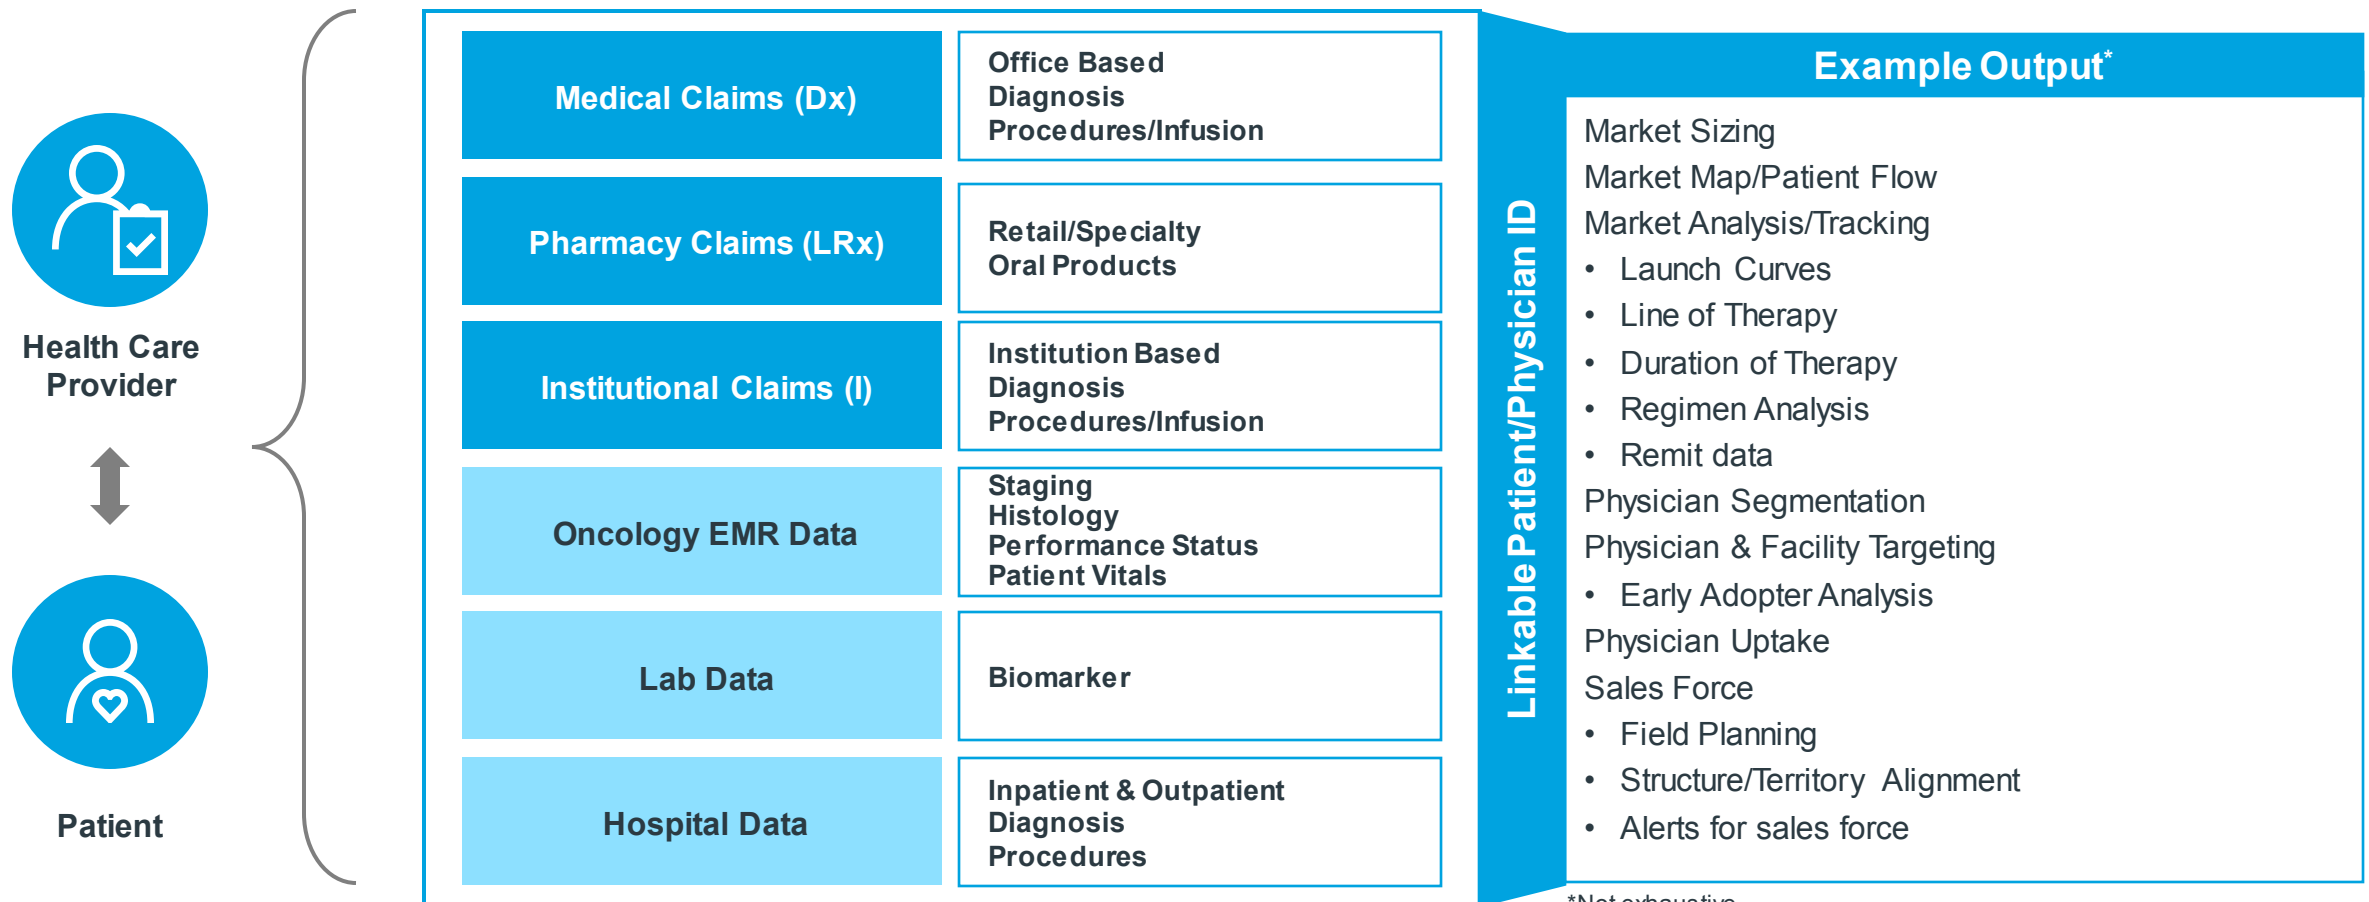 Health Care
Provider
Patient
Medical Claims (Dx)
Office Based
Diagnosis
Procedures/Infusion
Pharmacy Claims (LRx)
Retail/Specialty
Oral Products
Institutional Claims (I)
Institution Based
Diagnosis
Procedures/Infusion
Oncology EMR Data
Staging
Histology
Performance Status
Patient Vitals
Lab Data
Biomarker
Hospital Data
Inpatient & Outpatient
Diagnosis
Procedures
Linkable Patient/Physician ID
Example Output*
Market Sizing
Market Map/Patient Flow
Market Analysis/Tracking
• Launch Curves
• Line of Therapy
• Duration of Therapy
• Regimen Analysis
• Remit data
Physician Segmentation
Physician & Facility Targeting
• Early Adopter Analysis
Physician Uptake
Sales Force
• Field Planning
• Structure/Territory Alignment
• Alerts for sales force
*Not exhaustive